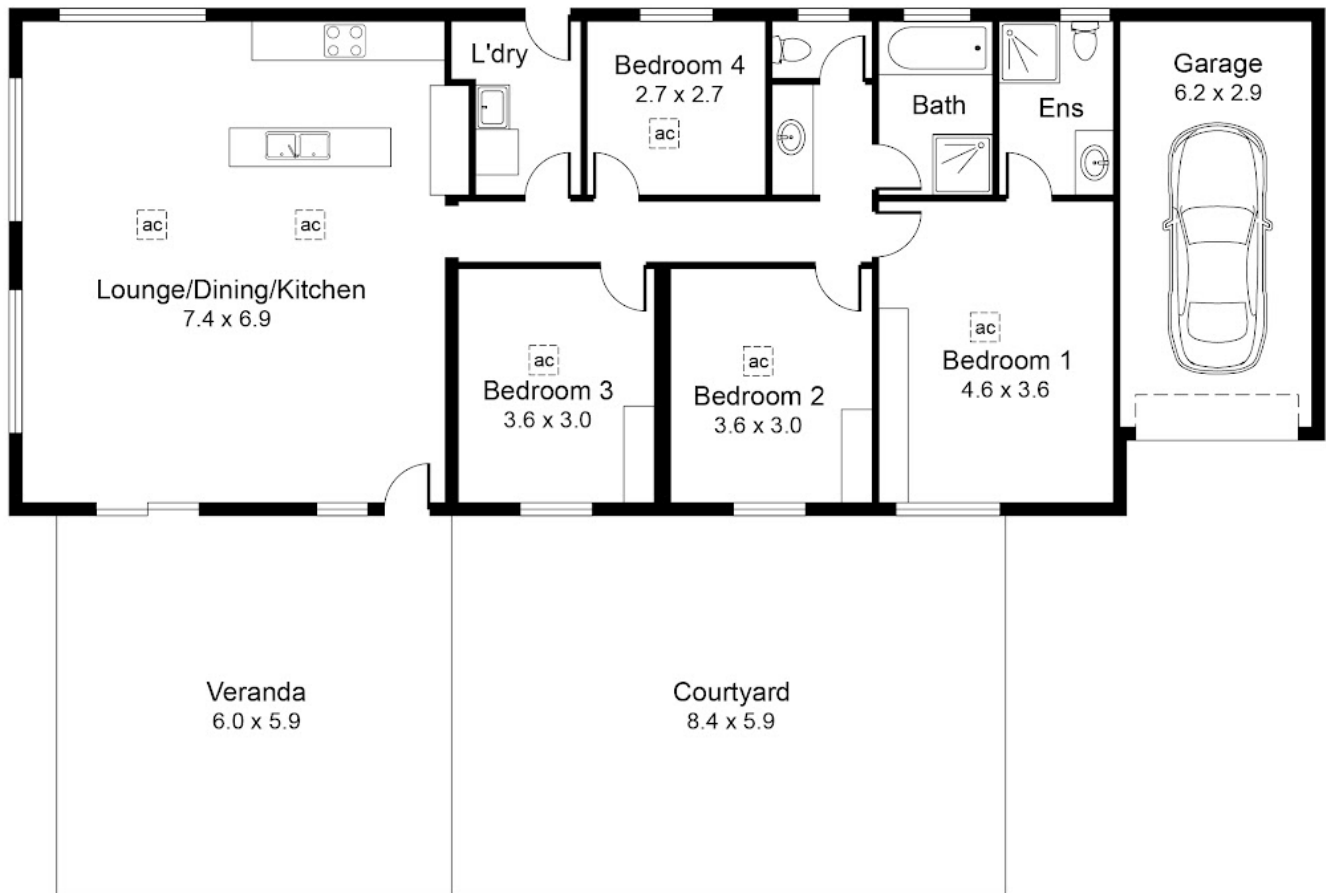 L'dry
Bedroom 4
2.7 x 2.7
ac
Bath
Ens
Garage
6.2 x 2.9
ac
ac
Lounge/Dining/Kitchen
7.4 x 6.9
ac
Bedroom 3
3.6 x 3.0
ac
Bedroom 2
3.6 x 3.0
ac
Bedroom 1
4.6 x 3.6
Veranda
6.0 x 5.9
Courtyard
8.4 x 5.9